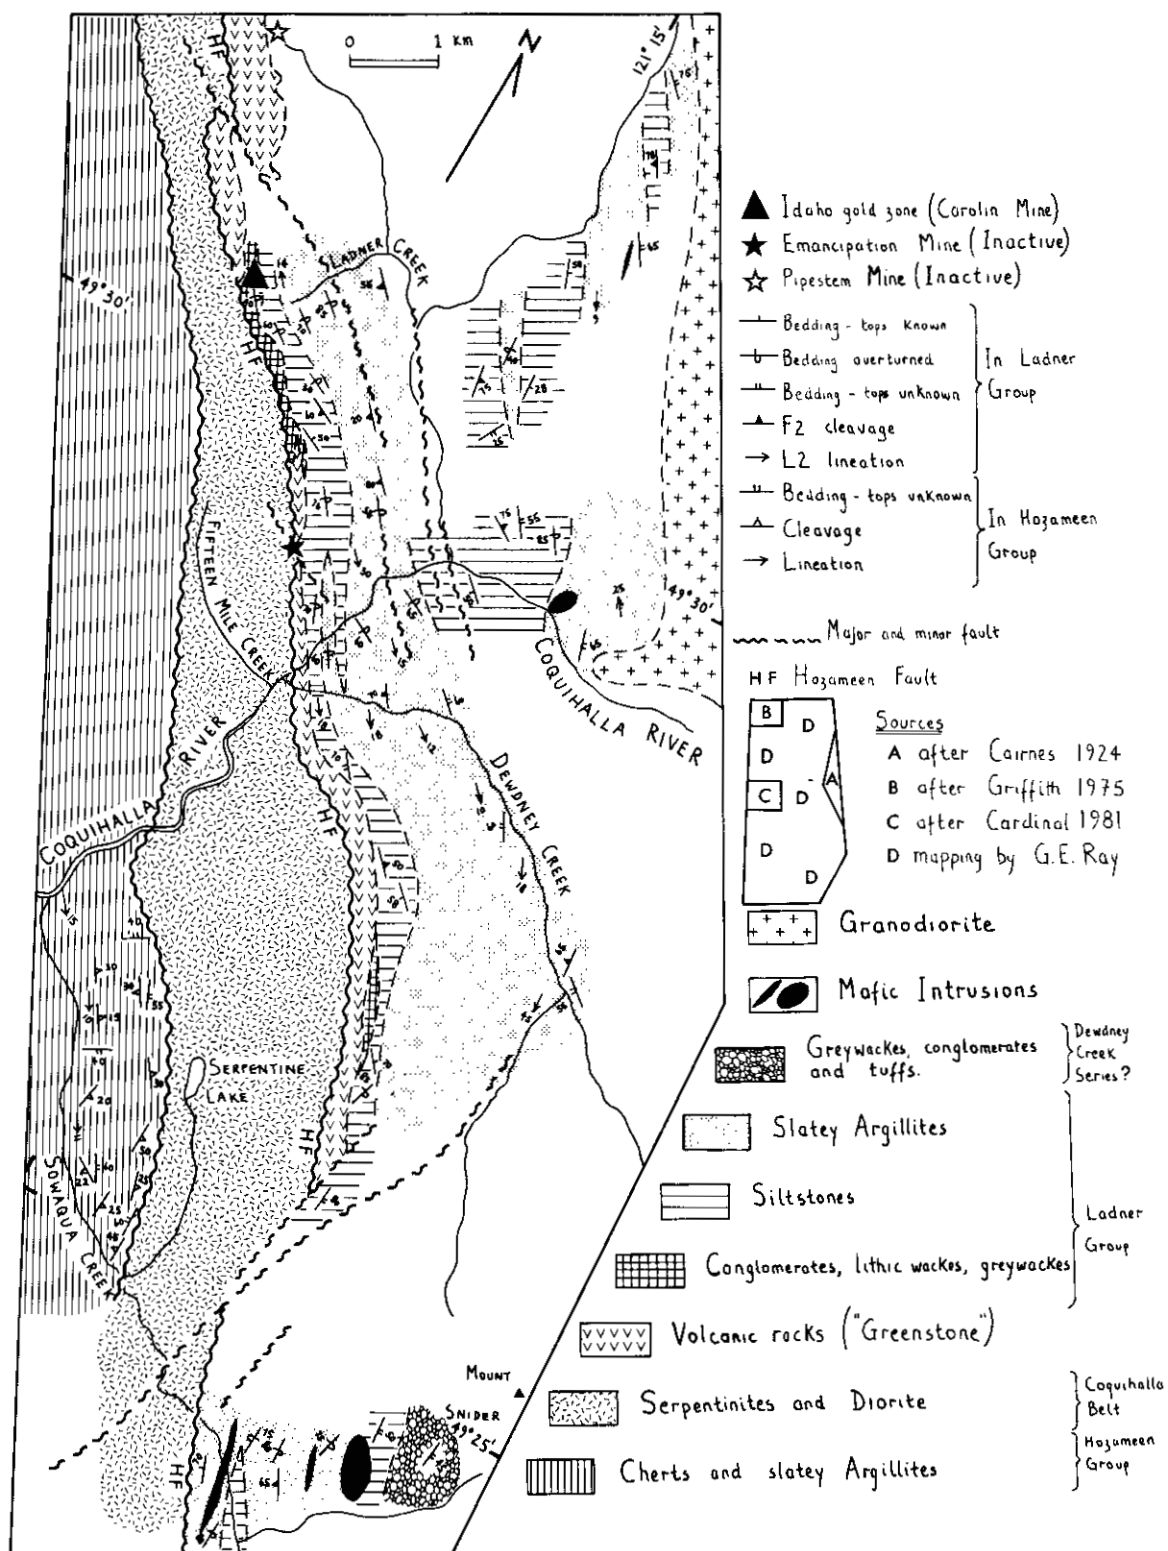 HF
0 1 km
N
121° 15'
49° 30'
LADNER CREEK
HF
FIFTEEN MILE CREEK
COQUIHALLA RIVER
49° 30'
COQUIHALLA RIVER
DEWDNEY CREEK
HF
SERPENTINE
LAKE
HF
SOWAQUA CREEK
MOUNT
SNIDER
49° 25'
HF
Idaho gold zone (Carolin Mine)
Emancipation Mine (Inactive)
Pipestem Mine (Inactive)
Bedding - tops known
Bedding overturned
Bedding - tops unknown
F2 cleavage
L2 lineation
In Ladner
Group
Bedding - tops unknown
Cleavage
Lineation
In Hozameen
Group
Major and minor fault
HF Hozameen Fault
B D
D
A
C D
D
D
Sources
A after Cairnes 1924
B after Griffith 1975
C after Cardinal 1981
D mapping by G.E. Ray
Granodiorite
Mafic Intrusions
Greywackes, conglomerates
and tuffs.
Dewdney
Creek
Series?
Slatey Argillites
Siltstones
Conglomerates, lithic wackes, greywackes
Ladner
Group
Volcanic rocks ("Greenstone")
Serpentinites and Diorite
Coquihalla
Belt
Cherts and slatey Argillites
Hozameen
Group